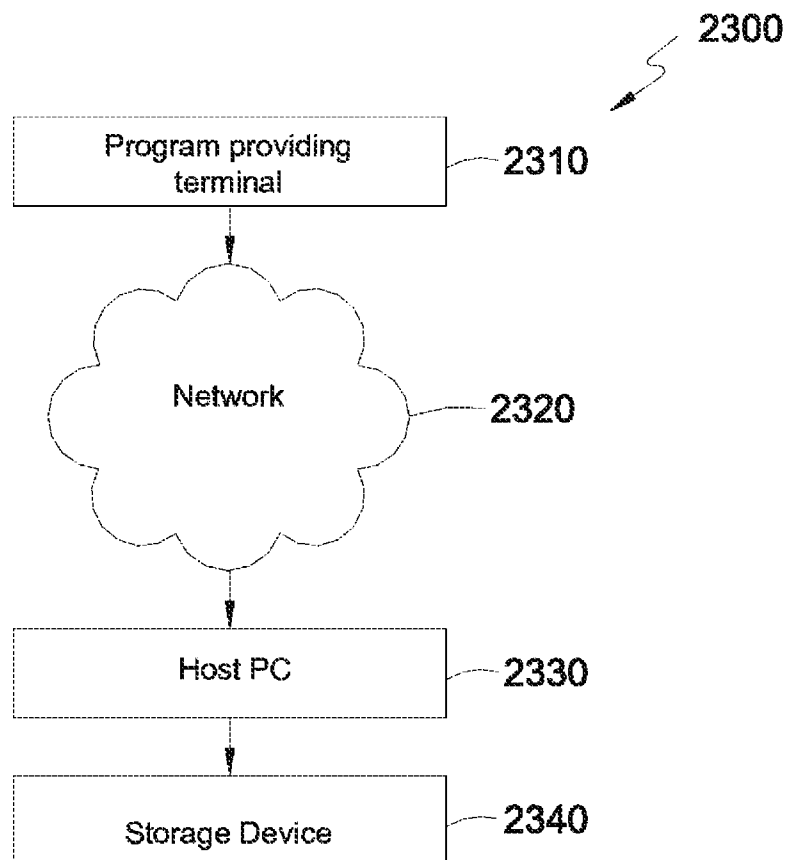 2300
Program providing
terminal
2310
Network
2320
Host PC
2330
Storage Device
2340